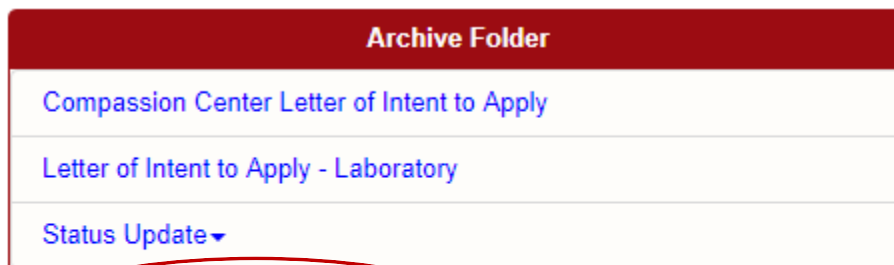 Archive Folder
Compassion Center Letter of Intent to Apply
Letter of Intent to Apply - Laboratory
Status Update